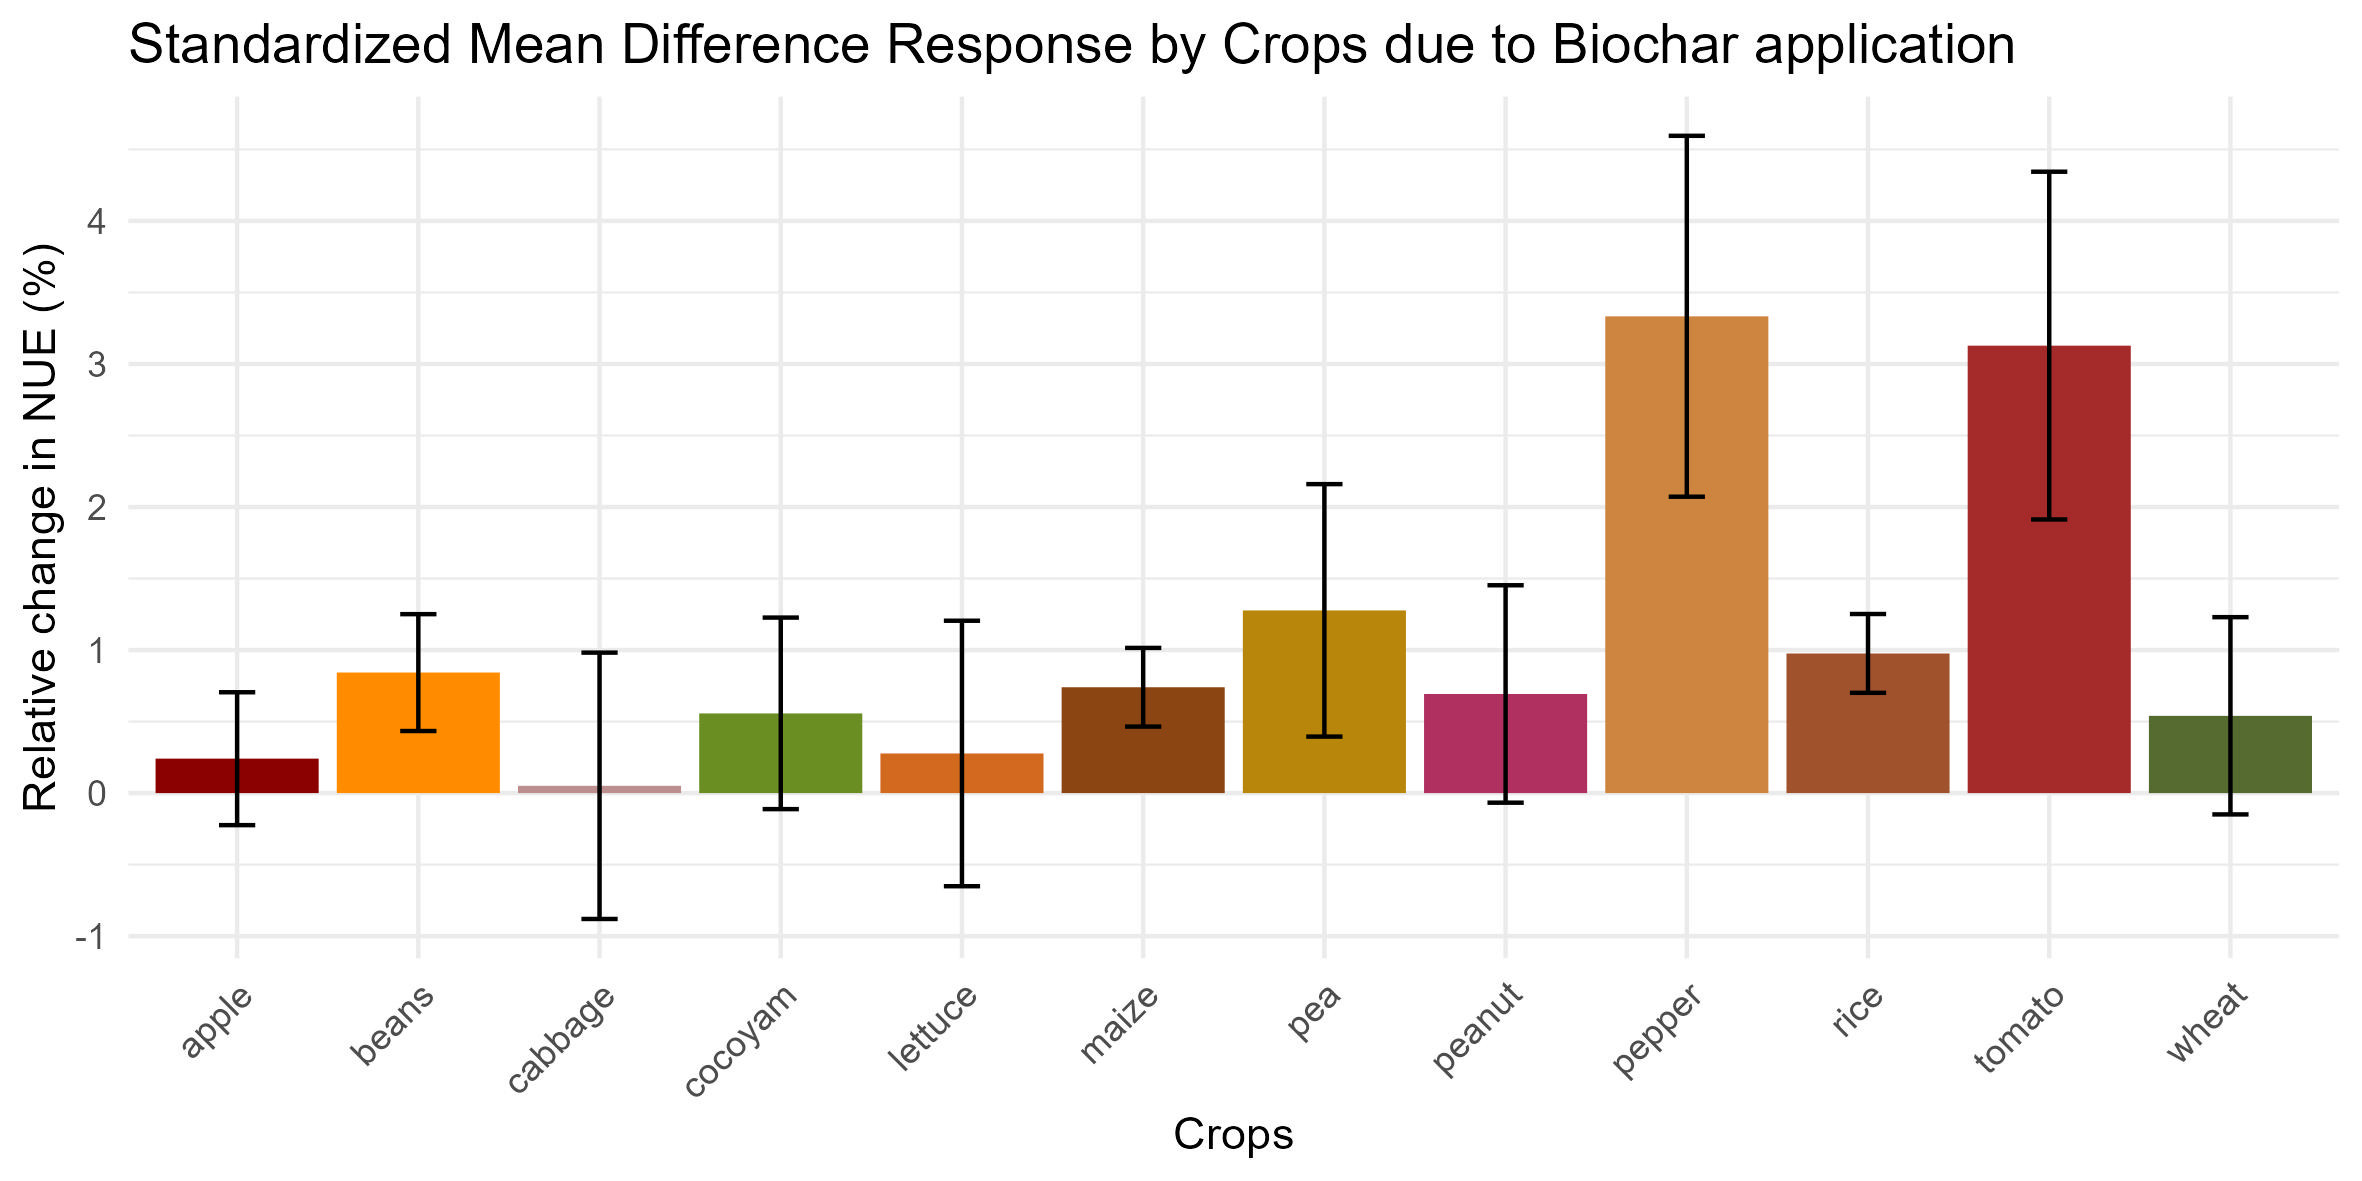 Standardized Mean Difference Response by Crops due to Biochar application
Relative change in NUE (%)
4
3
2
1
0
-1
apple
beans
cabbage
cocoyam
lettuce
maize
pea
peanut
pepper
rice
tomato
wheat
Crops